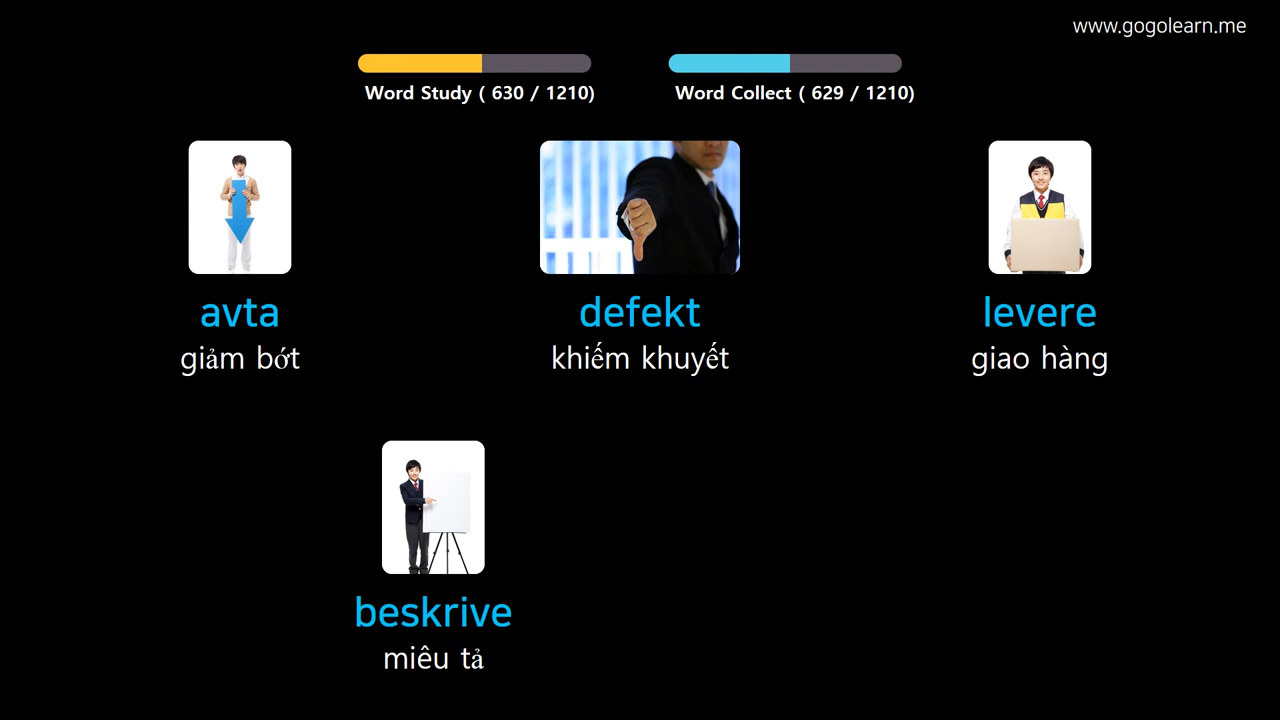 www.gogolearn.me
Word Study ( 630 / 1210)
Word Collect ( 629 / 1210)
avta
defekt
levere
giảm bớt
khiếm khuyết
giao hàng
beskrive
miêu tả